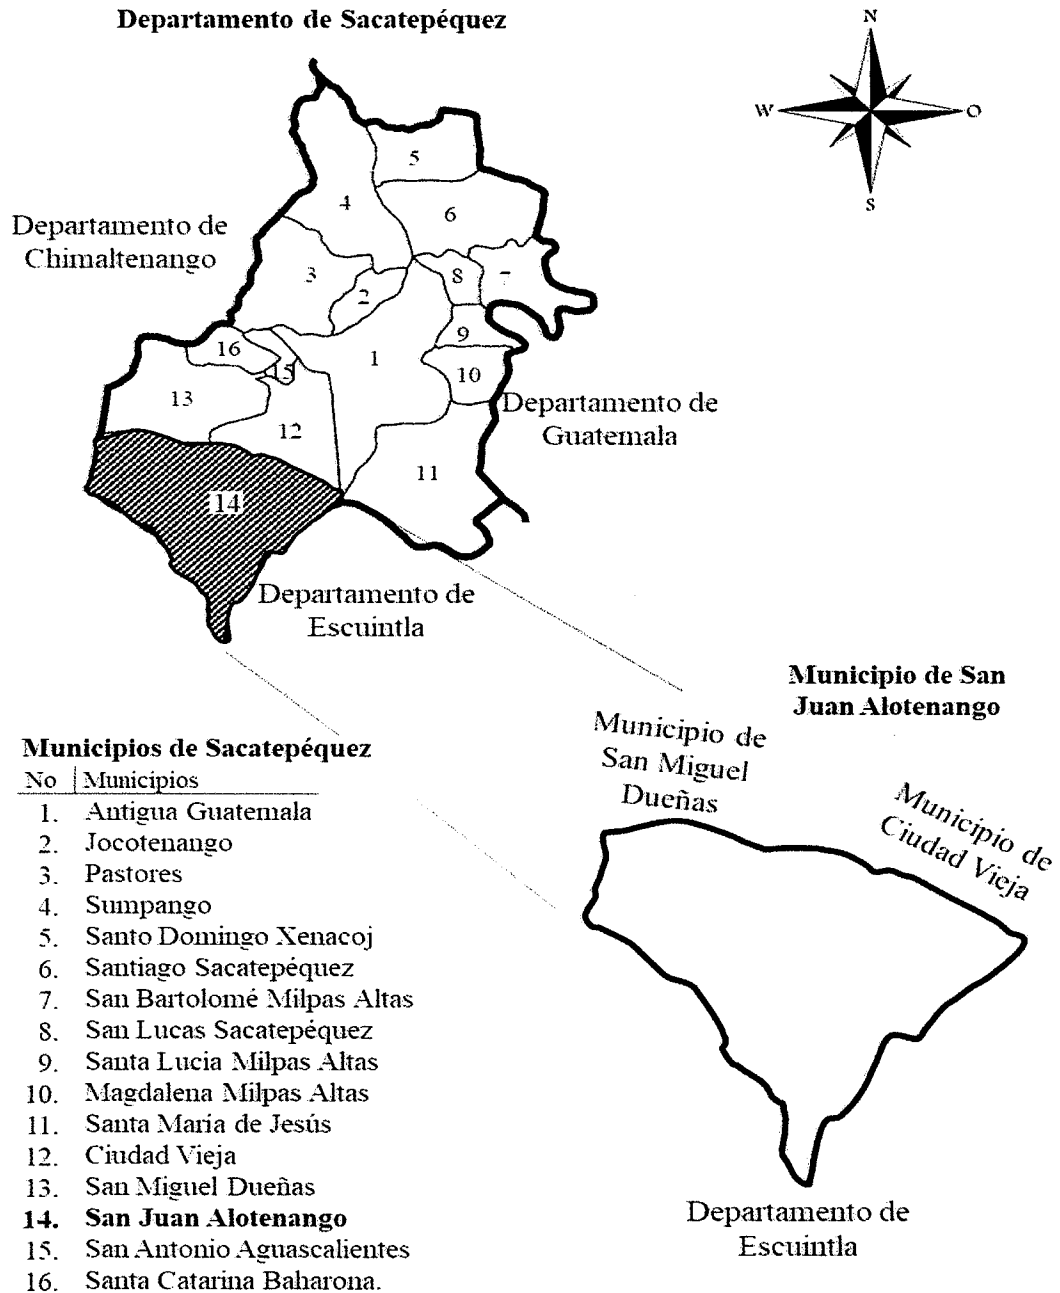 Departamento de Sacatepéquez
N
W
O
S
5
4
6
Departamento de
Chimaltenango
3
2
8
7
9
16
1
15
10
13
12
Departamento de
Guatemala
11
14
Departamento de
Escuintla
Municipio de San
Juan Alotenango
Municipio de
San Miguel
Dueñas
Municipio de
Ciudad Vieja
Departamento de
Escuintla
Municipios de Sacatepéquez
No Municipios
1. Antigua Guatemala
2. Jocotenango
3. Pastores
4. Sumpango
5. Santo Domingo Xenacoj
6. Santiago Sacatepéquez
7. San Bartolomé Milpas Altas
8. San Lucas Sacatepéquez
9. Santa Lucia Milpas Altas
10. Magdalena Milpas Altas
11. Santa Maria de Jesús
12. Ciudad Vieja
13. San Miguel Dueñas
14. San Juan Alotenango
15. San Antonio Aguascalientes
16. Santa Catarina Baharona.